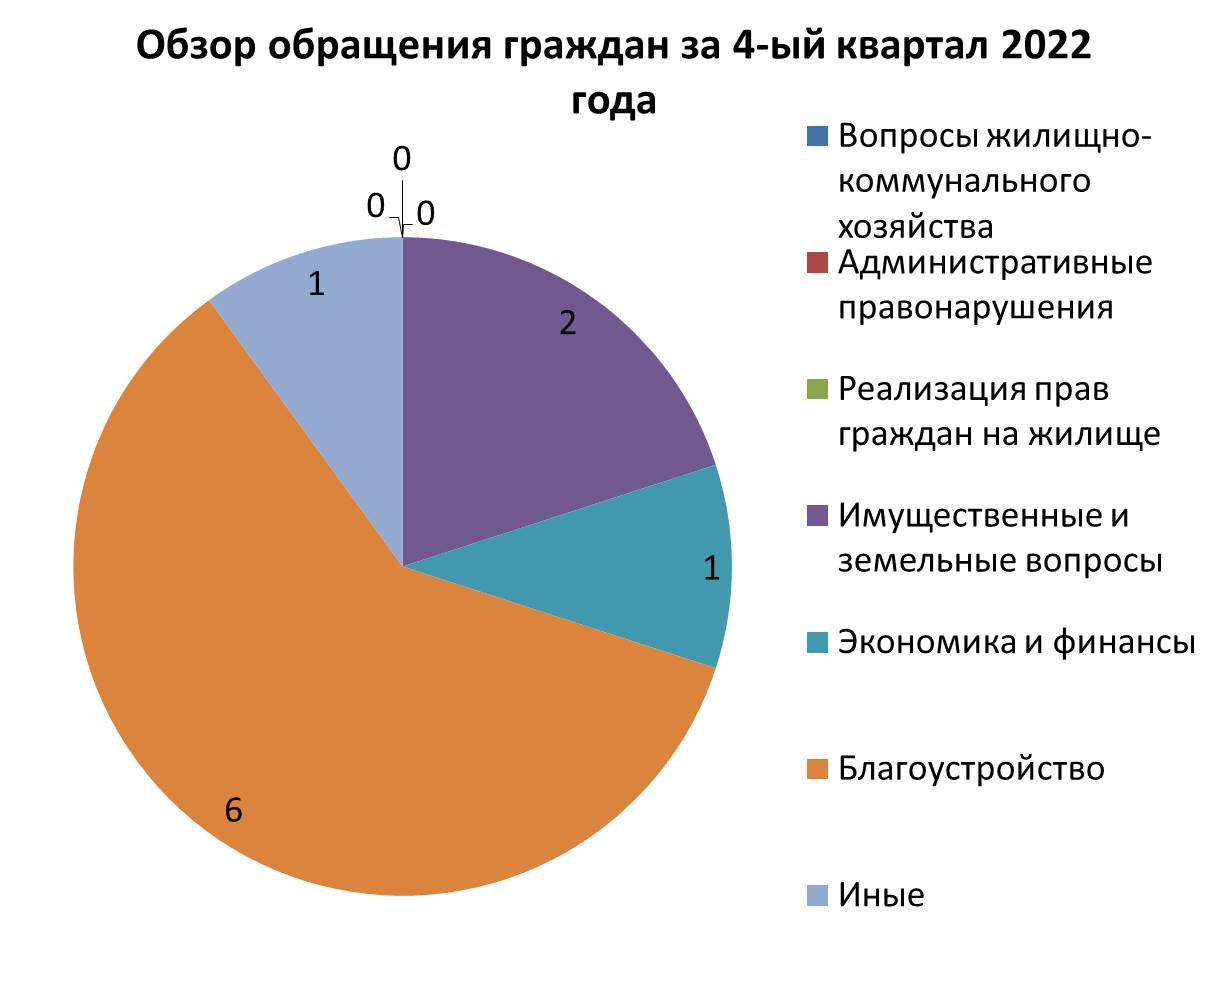 Обзор обращения граждан за 4-ый квартал 2022
года
0
0
0
1
2
1
6
Вопросы жилищно-
коммунального
хозяйства
Административные
правонарушения
Реализация прав
граждан на жилище
Имущественные и
земельные вопросы
Экономика и финансы
Благоустройство
Иные